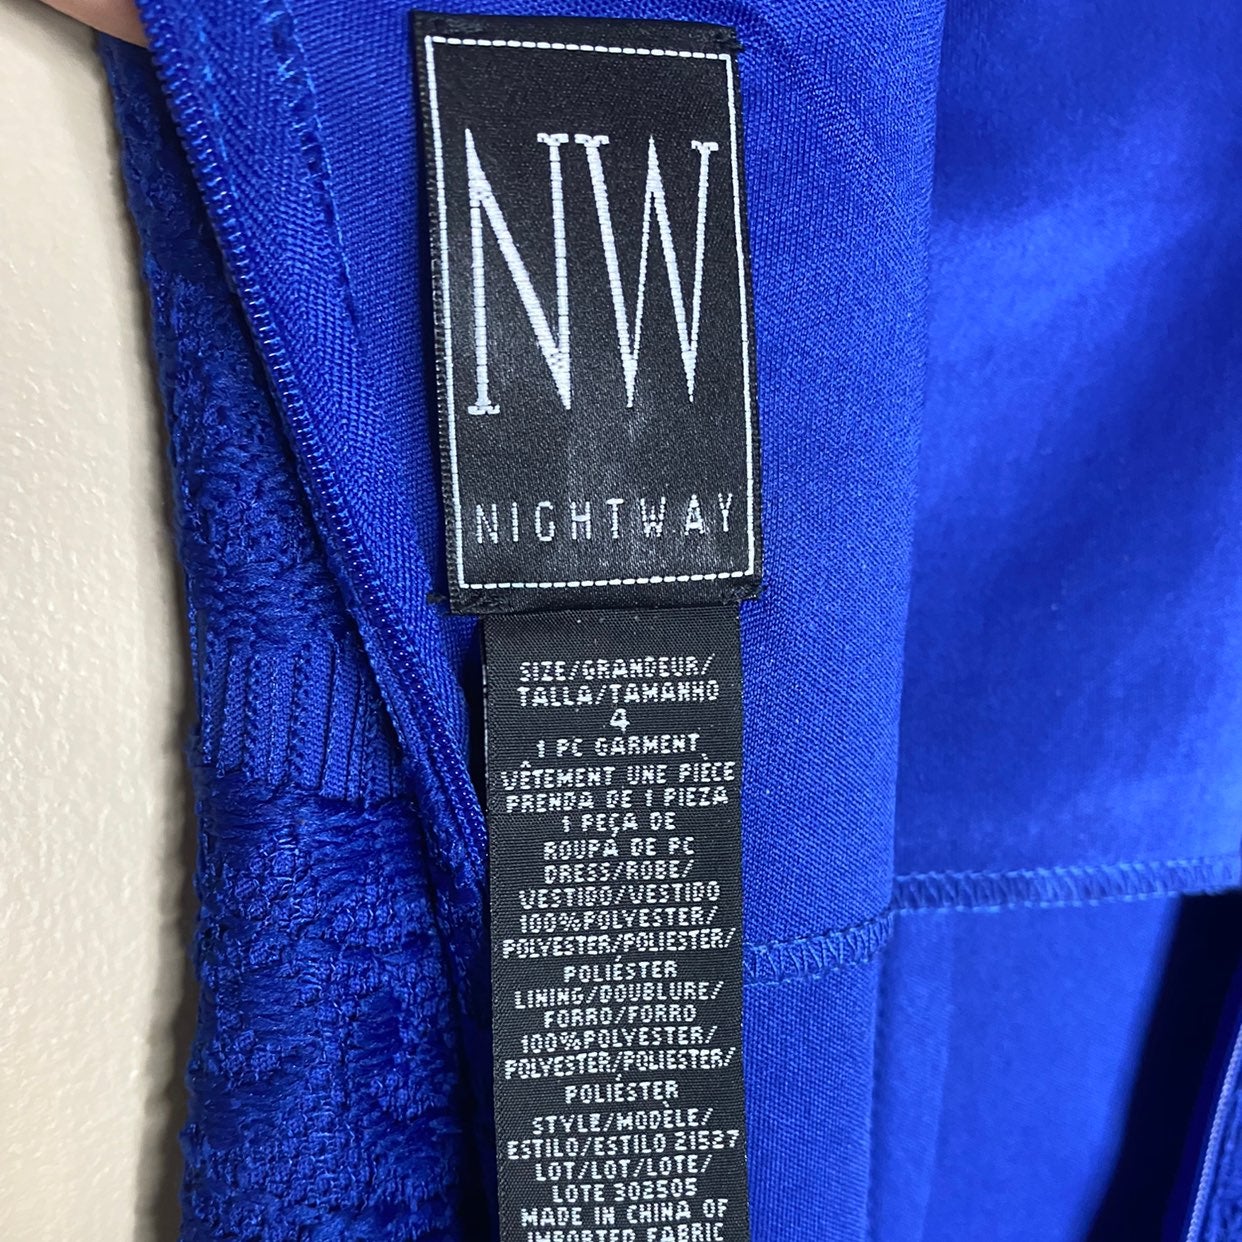 NW
NIGHTWAY
SIZE/GRANDEUR/
TALLA/TAMANHO
4
1 PC GARMENT
VÊTEMENT UNE PIÈCE
PRENDA DE 1 PIEZA
1 PEÇA DE
ROUPA DE PC
DRESS/ROBE/
VESTIDO/VESTIDO
100%POLYESTER/
POLYESTER/POLIESTER/
POLIÉSTER
LINING/DOUBLURE/
FORRO/FORRO
100%POLYESTER/
POLYESTER/POLIESTER/
POLIÉSTER
STYLE/MODÈLE/
ESTILO/ESTILO 21527
LOT/LOT/LOTE/
LOTE 302505
MADE IN CHINA OF
IMPORTED FABRIC